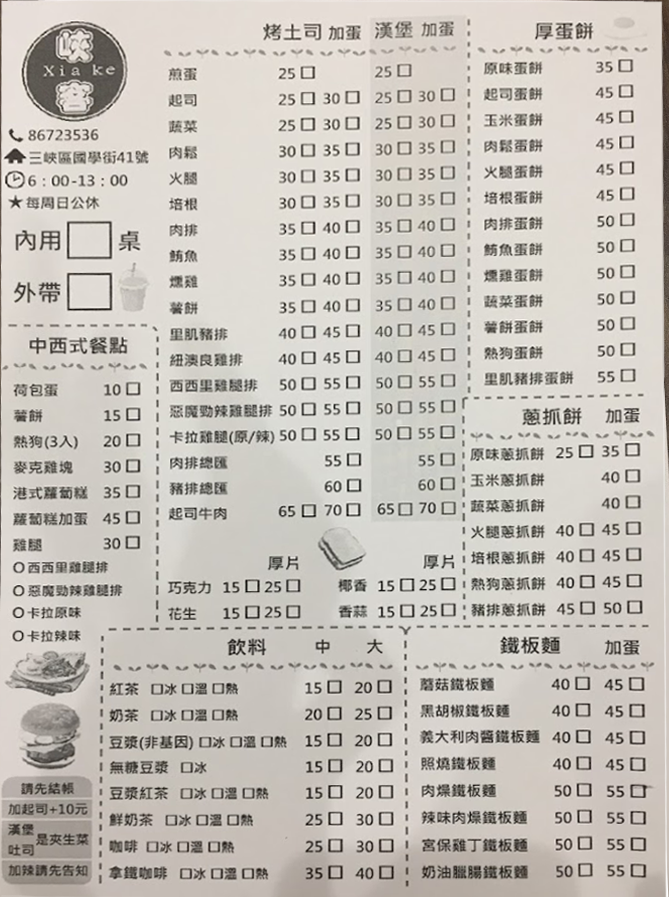 峽客
Xia ke
86723536
三峽區國學街41號
6：00-13：00
★每周日公休
內用 □ 桌
外帶 □
中西式餐點
荷包蛋 10 □
薯餅 15 □
熱狗(3入) 20 □
麥克雞塊 30 □
港式蘿蔔糕 35 □
蘿蔔糕加蛋 45 □
雞腿 30 □
O西西里雞腿排
O惡魔勁辣雞腿排
O卡拉原味
O卡拉辣味
請先結帳
加起司+10元
漢堡
吐司 是夾生菜
加辣請先告知
烤土司 加蛋 漢堡 加蛋
煎蛋 25 □ 25 □
起司 25 □ 30 □ 25 □ 30 □
蔬菜 25 □ 30 □ 25 □ 30 □
肉鬆 30 □ 35 □ 30 □ 35 □
火腿 30 □ 35 □ 30 □ 35 □
培根 30 □ 35 □ 30 □ 35 □
肉排 35 □ 40 □ 35 □ 40 □
鮪魚 35 □ 40 □ 35 □ 40 □
燻雞 35 □ 40 □ 35 □ 40 □
薯餅 35 □ 40 □ 35 □ 40 □
里肌豬排 40 □ 45 □ 40 □ 45 □
紐澳良雞排 40 □ 45 □ 40 □ 45 □
西西里雞腿排 50 □ 55 □ 50 □ 55 □
惡魔勁辣雞腿排 50 □ 55 □ 50 □ 55 □
卡拉雞腿(原/辣) 50 □ 55 □ 50 □ 55 □
肉排總匯 55 □ 55 □
豬排總匯 60 □ 60 □
起司牛肉 65 □ 70 □ 65 □ 70 □
厚片 厚片
巧克力 15 □ 25 □ 椰香 15 □ 25 □
花生 15 □ 25 □ 香蒜 15 □ 25 □
厚蛋餅
原味蛋餅 35 □
起司蛋餅 45 □
玉米蛋餅 45 □
肉鬆蛋餅 45 □
火腿蛋餅 45 □
培根蛋餅 45 □
肉排蛋餅 50 □
鮪魚蛋餅 50 □
燻雞蛋餅 50 □
蔬菜蛋餅 50 □
薯餅蛋餅 50 □
熱狗蛋餅 50 □
里肌豬排蛋餅 55 □
蔥抓餅 加蛋
原味蔥抓餅 25 □ 35 □
玉米蔥抓餅 40 □
蔬菜蔥抓餅 40 □
火腿蔥抓餅 40 □ 45 □
培根蔥抓餅 40 □ 45 □
熱狗蔥抓餅 40 □ 45 □
豬排蔥抓餅 45 □ 50 □
飲料 中 大
紅茶 □冰 □溫 □熱 15 □ 20 □
奶茶 □冰 □溫 □熱 20 □ 25 □
豆漿(非基因) □冰 □溫 □熱 15 □ 20 □
無糖豆漿 □冰 15 □ 20 □
豆漿紅茶 □冰 □溫 □熱 15 □ 20 □
鮮奶茶 □冰 □溫 □熱 25 □ 30 □
咖啡 □冰 □溫 □熱 25 □ 30 □
拿鐵咖啡 □冰 □溫 □熱 35 □ 40 □
鐵板麵 加蛋
蘑菇鐵板麵 40 □ 45 □
黑胡椒鐵板麵 40 □ 45 □
義大利肉醬鐵板麵 40 □ 45 □
照燒鐵板麵 40 □ 45 □
肉燥鐵板麵 50 □ 55 □
辣味肉燥鐵板麵 50 □ 55 □
宮保雞丁鐵板麵 50 □ 55 □
奶油臘腸鐵板麵 50 □ 55 □